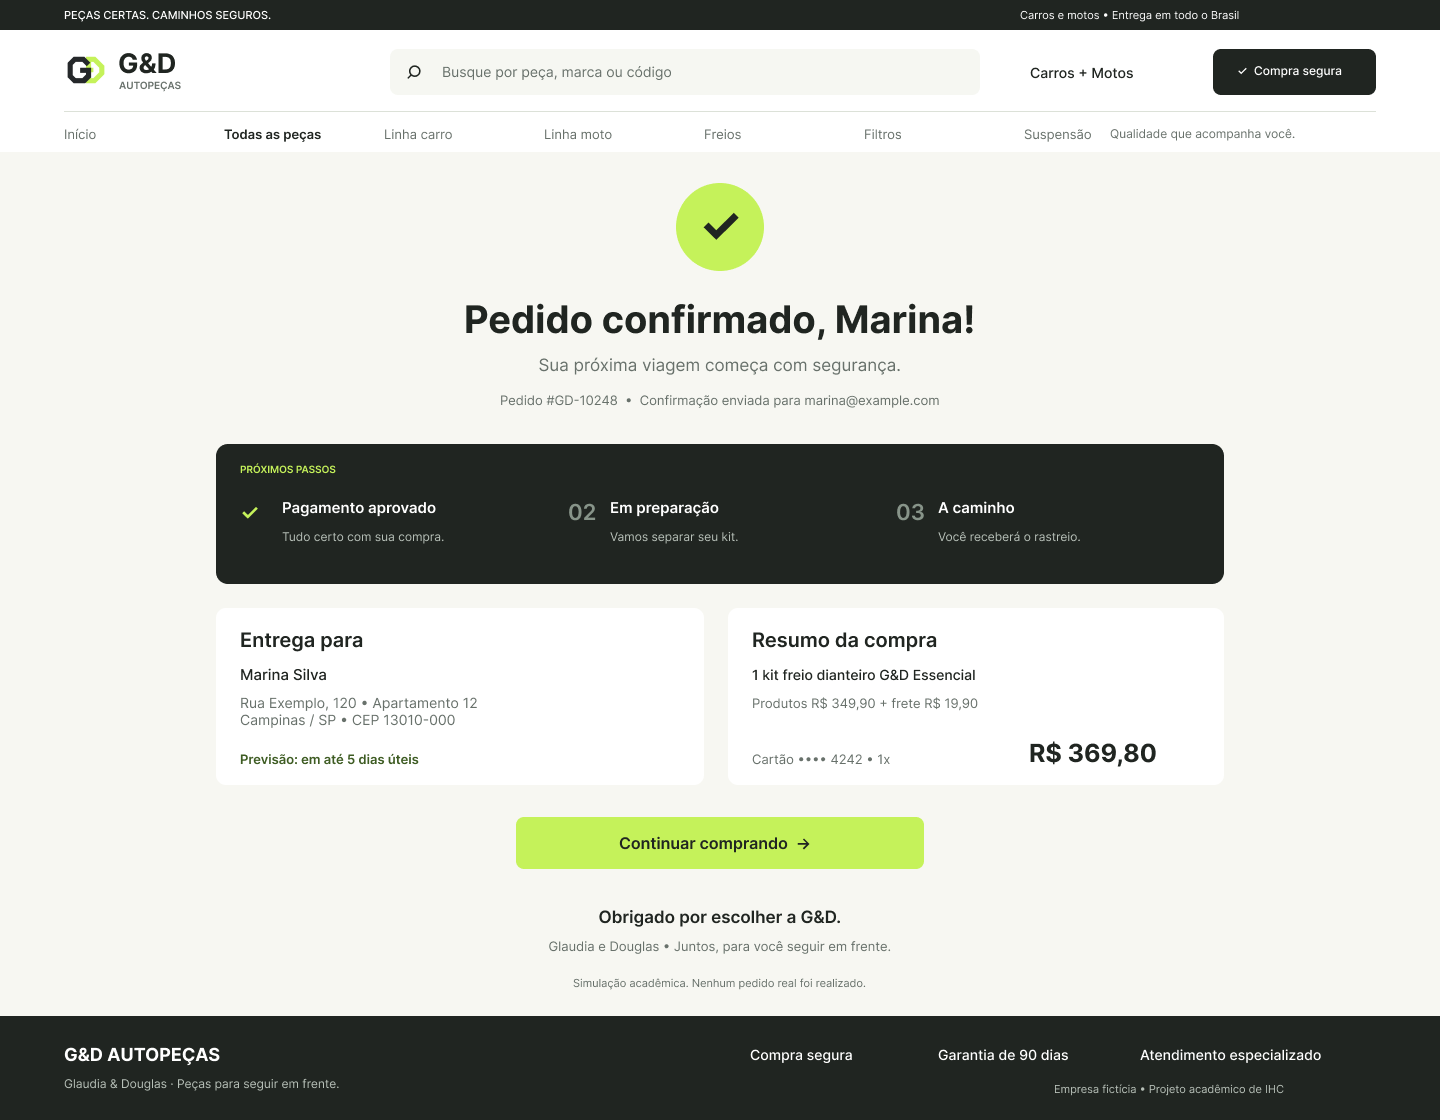 PEÇAS CERTAS. CAMINHOS SEGUROS.
Carros e motos • Entrega em todo o Brasil
G&D
AUTOPEÇAS
Busque por peça, marca ou código
Carros + Motos
✓ Compra segura
Início
Todas as peças
Linha carro
Linha moto
Freios
Filtros
Suspensão
Qualidade que acompanha você.
Pedido confirmado, Marina!
Sua próxima viagem começa com segurança.
Pedido #GD-10248 • Confirmação enviada para marina@example.com
PRÓXIMOS PASSOS
✓ Pagamento aprovado
Tudo certo com sua compra.
02 Em preparação
Vamos separar seu kit.
03 A caminho
Você receberá o rastreio.
Entrega para
Marina Silva
Rua Exemplo, 120 • Apartamento 12
Campinas / SP • CEP 13010-000
Previsão: em até 5 dias úteis
Resumo da compra
1 kit freio dianteiro G&D Essencial
Produtos R$ 349,90 + frete R$ 19,90
Cartão •••• 4242 • 1x
R$ 369,80
Continuar comprando →
Obrigado por escolher a G&D.
Glaudia e Douglas • Juntos, para você seguir em frente.
Simulação acadêmica. Nenhum pedido real foi realizado.
G&D AUTOPEÇAS
Glaudia & Douglas · Peças para seguir em frente.
Compra segura
Garantia de 90 dias
Atendimento especializado
Empresa fictícia • Projeto acadêmico de IHC